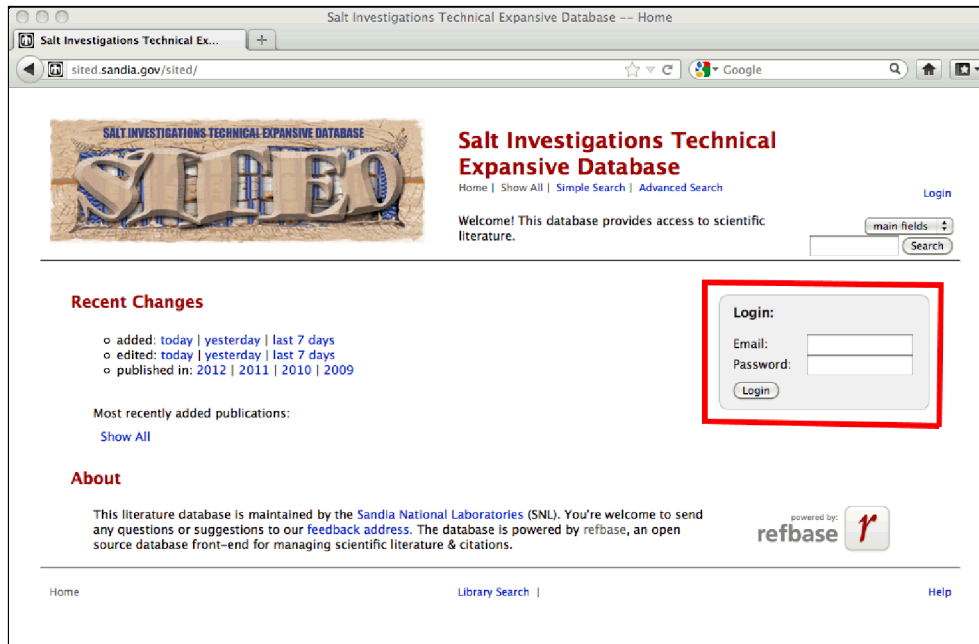 Salt Investigations Technical Expansive Database -- Home
Salt Investigations Technical Ex...
sited.sandia.gov/sited/
Google
SALT INVESTIGATIONS TECHNICAL EXPANSIVE DATABASE
SITED
Salt Investigations Technical
Expansive Database
Home | Show All | Simple Search | Advanced Search
Login
Welcome! This database provides access to scientific
literature.
main fields
Search
Recent Changes
added: today | yesterday | last 7 days
edited: today | yesterday | last 7 days
published in: 2012 | 2011 | 2010 | 2009
Most recently added publications:
Show All
Login:
Email:
Password:
Login
About
This literature database is maintained by the Sandia National Laboratories (SNL). You're welcome to send
any questions or suggestions to our feedback address. The database is powered by refbase, an open
source database front-end for managing scientific literature & citations.
powered by:
refbase
r
Home
Library Search |
Help